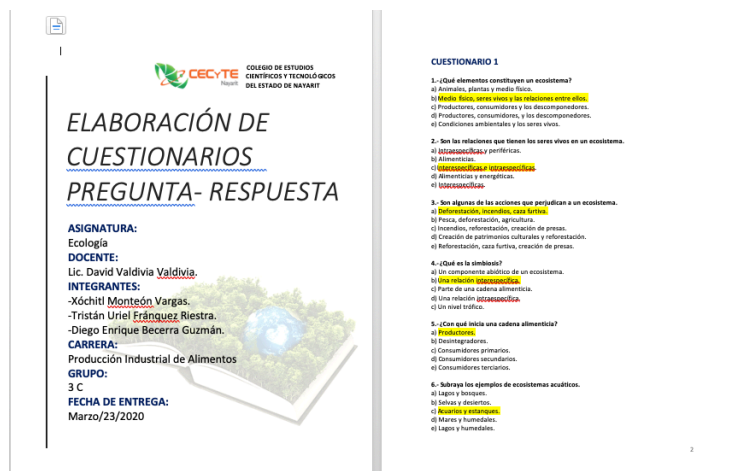 CECyTE
Nayarit
COLEGIO DE ESTUDIOS
CIENTÍFICOS Y TECNOLÓGICOS
DEL ESTADO DE NAYARIT
ELABORACIÓN DE
CUESTIONARIOS
PREGUNTA- RESPUESTA
ASIGNATURA:
Ecología
DOCENTE:
Lic. David Valdivia Valdivia.
INTEGRANTES:
-Xóchitl Monteón Vargas.
-Tristán Uriel Fránquez Riestra.
-Diego Enrique Becerra Guzmán.
CARRERA:
Producción Industrial de Alimentos
GRUPO:
3 C
FECHA DE ENTREGA:
Marzo/23/2020
CUESTIONARIO 1
1.-¿Qué elementos constituyen un ecosistema?
a) Animales, plantas y medio físico.
b) Medio físico, seres vivos y las relaciones entre ellos.
c) Productores, consumidores y los descomponedores.
d) Productores, consumidores, y los descomponedores.
e) Condiciones ambientales y los seres vivos.
2.- Son las relaciones que tienen los seres vivos en un ecosistema.
a) Intraespecíficas y periféricas.
b) Alimenticias.
c) Interespecíficas e intraespecíficas.
d) Alimenticias y energéticas.
e) Interespecíficas.
3.- Son algunas de las acciones que perjudican a un ecosistema.
a) Deforestación, incendios, caza furtiva.
b) Pesca, deforestación, agricultura.
c) Incendios, reforestación, creación de presas.
d) Creación de patrimonios culturales y reforestación.
e) Reforestación, caza furtiva, creación de presas.
4.-¿Qué es la simbiosis?
a) Un componente abiótico de un ecosistema.
b) Una relación interespecífica.
c) Parte de una cadena alimenticia.
d) Una relación intraespecífica.
c) Un nivel trófico.
5.- ¿Con qué inicia una cadena alimenticia?
a) Productores.
b) Desintegradores.
c) Consumidores primarios.
d) Consumidores secundarios.
e) Consumidores terciarios.
6.- Subraya los ejemplos de ecosistemas acuáticos.
a) Lagos y bosques.
b) Selvas y desiertos.
c) Acuarios y estanques.
d) Mares y humedales.
e) Lagos y humedales.
2